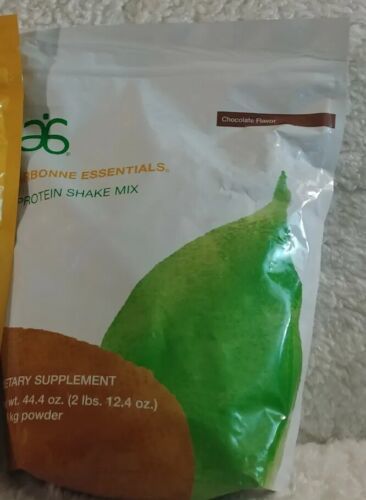 Chocolate Flavor
RBONNE ESSENTIALS®
PROTEIN SHAKE MIX
ETARY SUPPLEMENT
wt. 44.4 oz. (2 lbs. 12.4 oz.)
kg powder